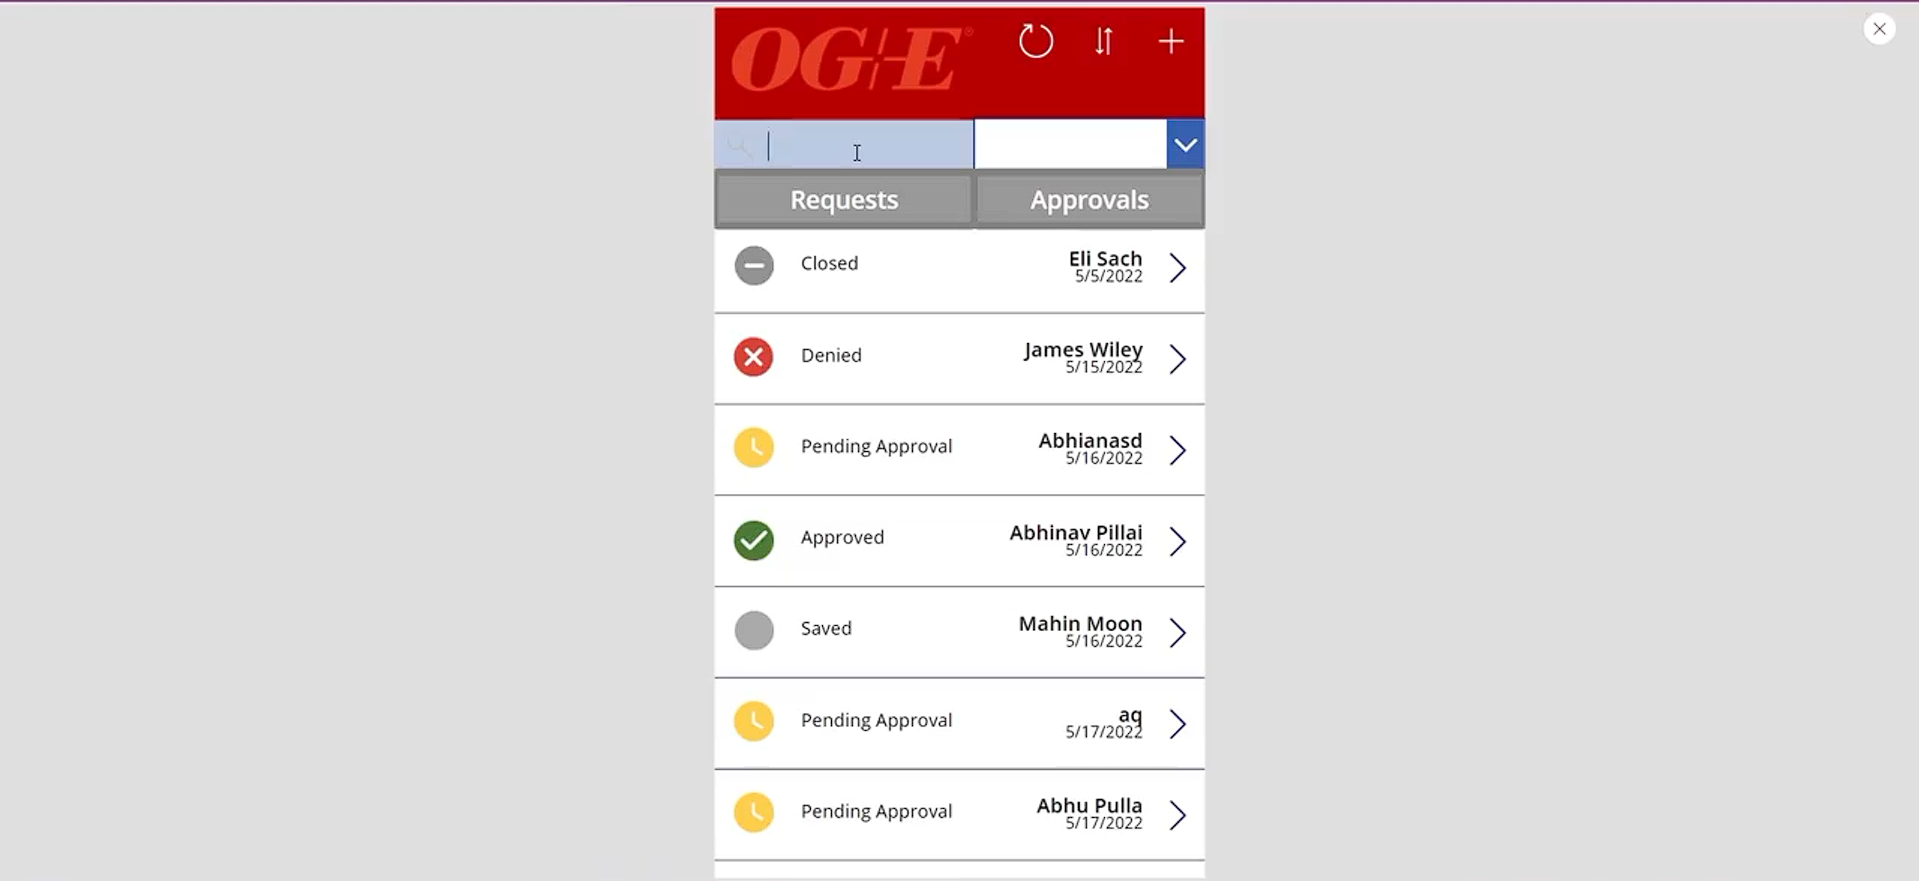 OG+E®
Requests
Approvals
Closed
Eli Sach
5/5/2022
Denied
James Wiley
5/15/2022
Pending Approval
Abhianasd
5/16/2022
Approved
Abhinav Pillai
5/16/2022
Saved
Mahin Moon
5/16/2022
Pending Approval
aq
5/17/2022
Pending Approval
Abhu Pulla
5/17/2022